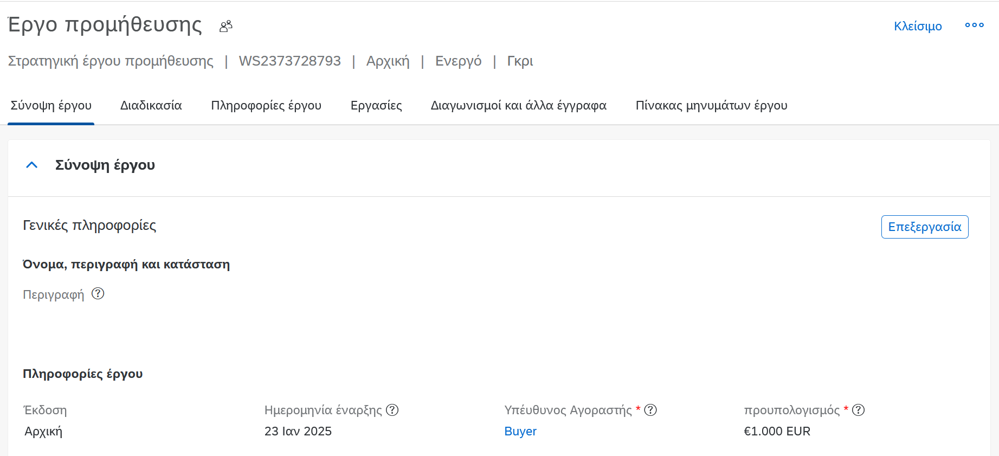 Έργο προμήθευσης
Κλείσιμο
Στρατηγική έργου προμήθευσης | WS2373728793 | Αρχική | Ενεργό | Γκρι
Σύνοψη έργου Διαδικασία Πληροφορίες έργου Εργασίες Διαγωνισμοί και άλλα έγγραφα Πίνακας μηνυμάτων έργου
Σύνοψη έργου
Γενικές πληροφορίες
Επεξεργασία
Όνομα, περιγραφή και κατάσταση
Περιγραφή
Πληροφορίες έργου
Έκδοση Ημερομηνία έναρξης Υπέυθυνος Αγοραστής * προυπολογισμός *
Αρχική 23 Ιαν 2025 Buyer €1.000 EUR